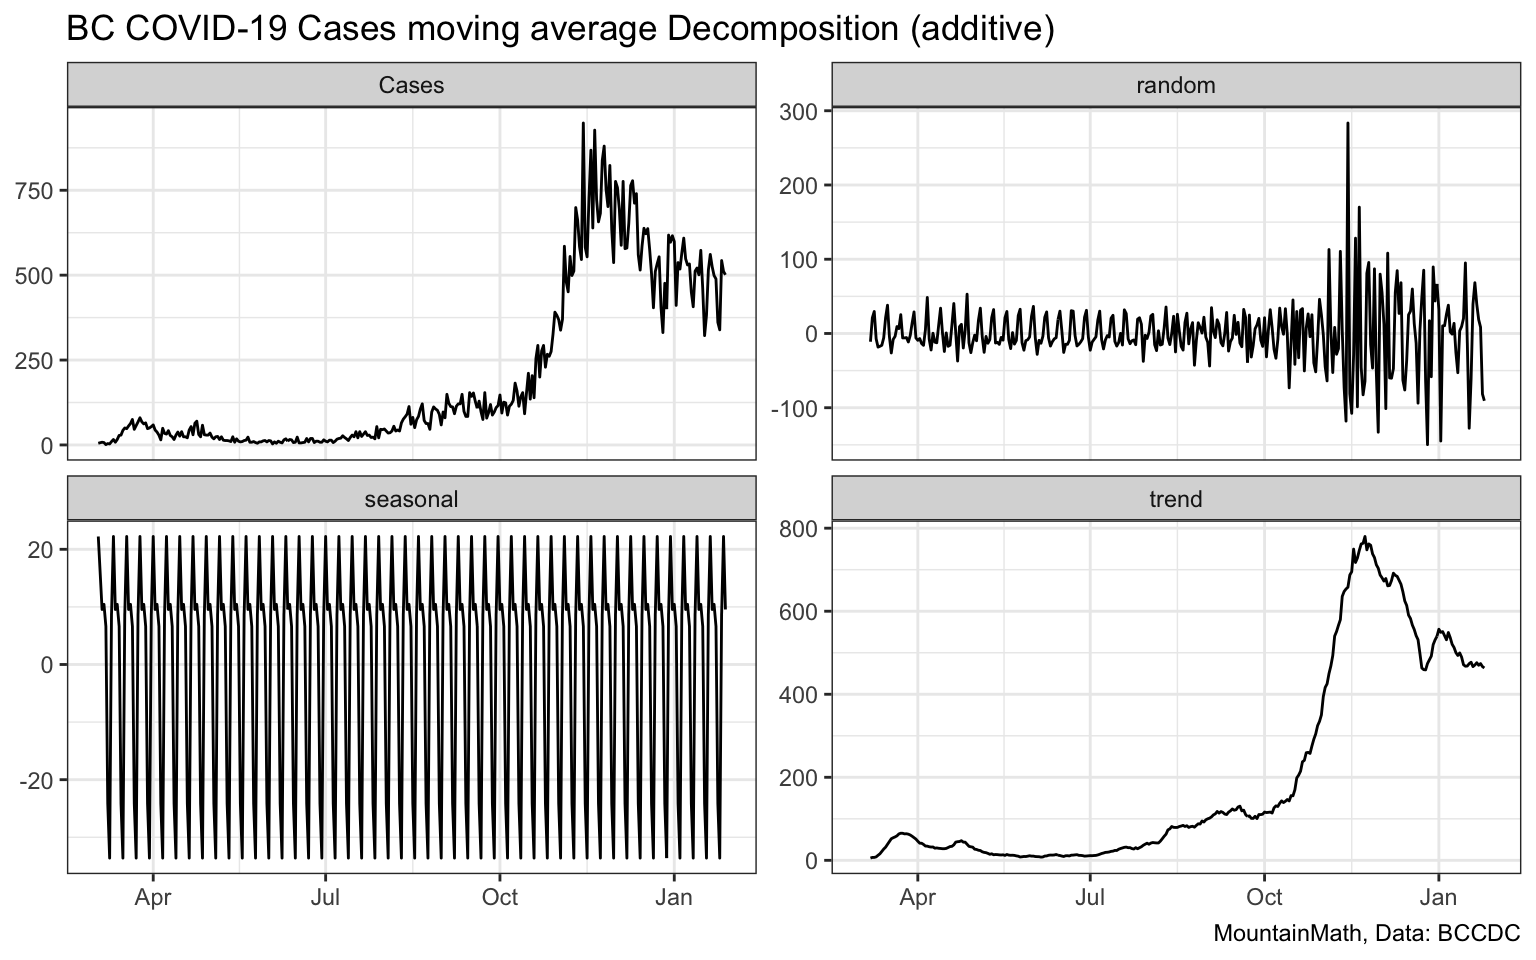 BC COVID-19 Cases moving average Decomposition (additive)
Cases
random
750
500
250
0
300
200
100
0
-100
seasonal
trend
20
0
-20
800
600
400
200
0
Apr Jul Oct Jan
Apr Jul Oct Jan
MountainMath, Data: BCCDC